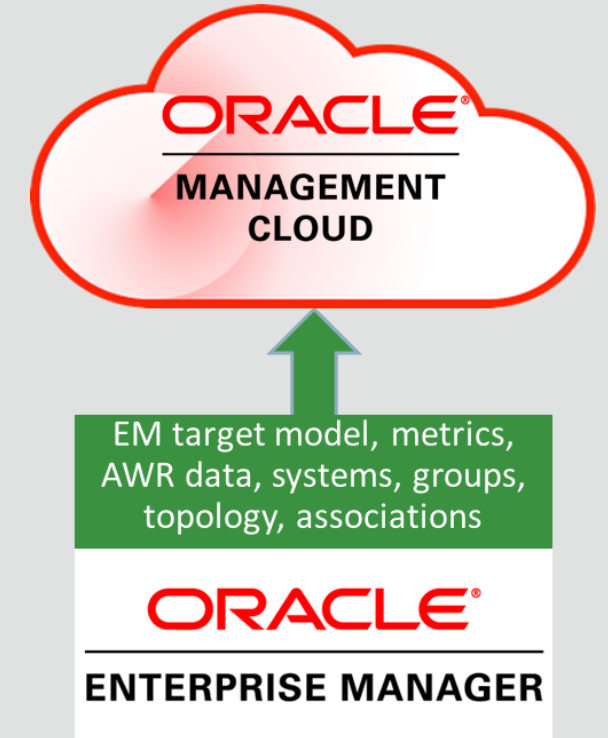 ORACLE®
MANAGEMENT
CLOUD
EM target model, metrics,
AWR data, systems, groups,
topology, associations
ORACLE®
ENTERPRISE MANAGER